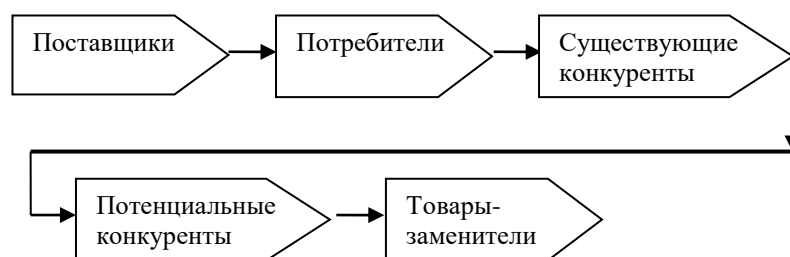 Поставщики
Потребители
Существующие
конкуренты
Потенциальные
конкуренты
Товары-
заменители